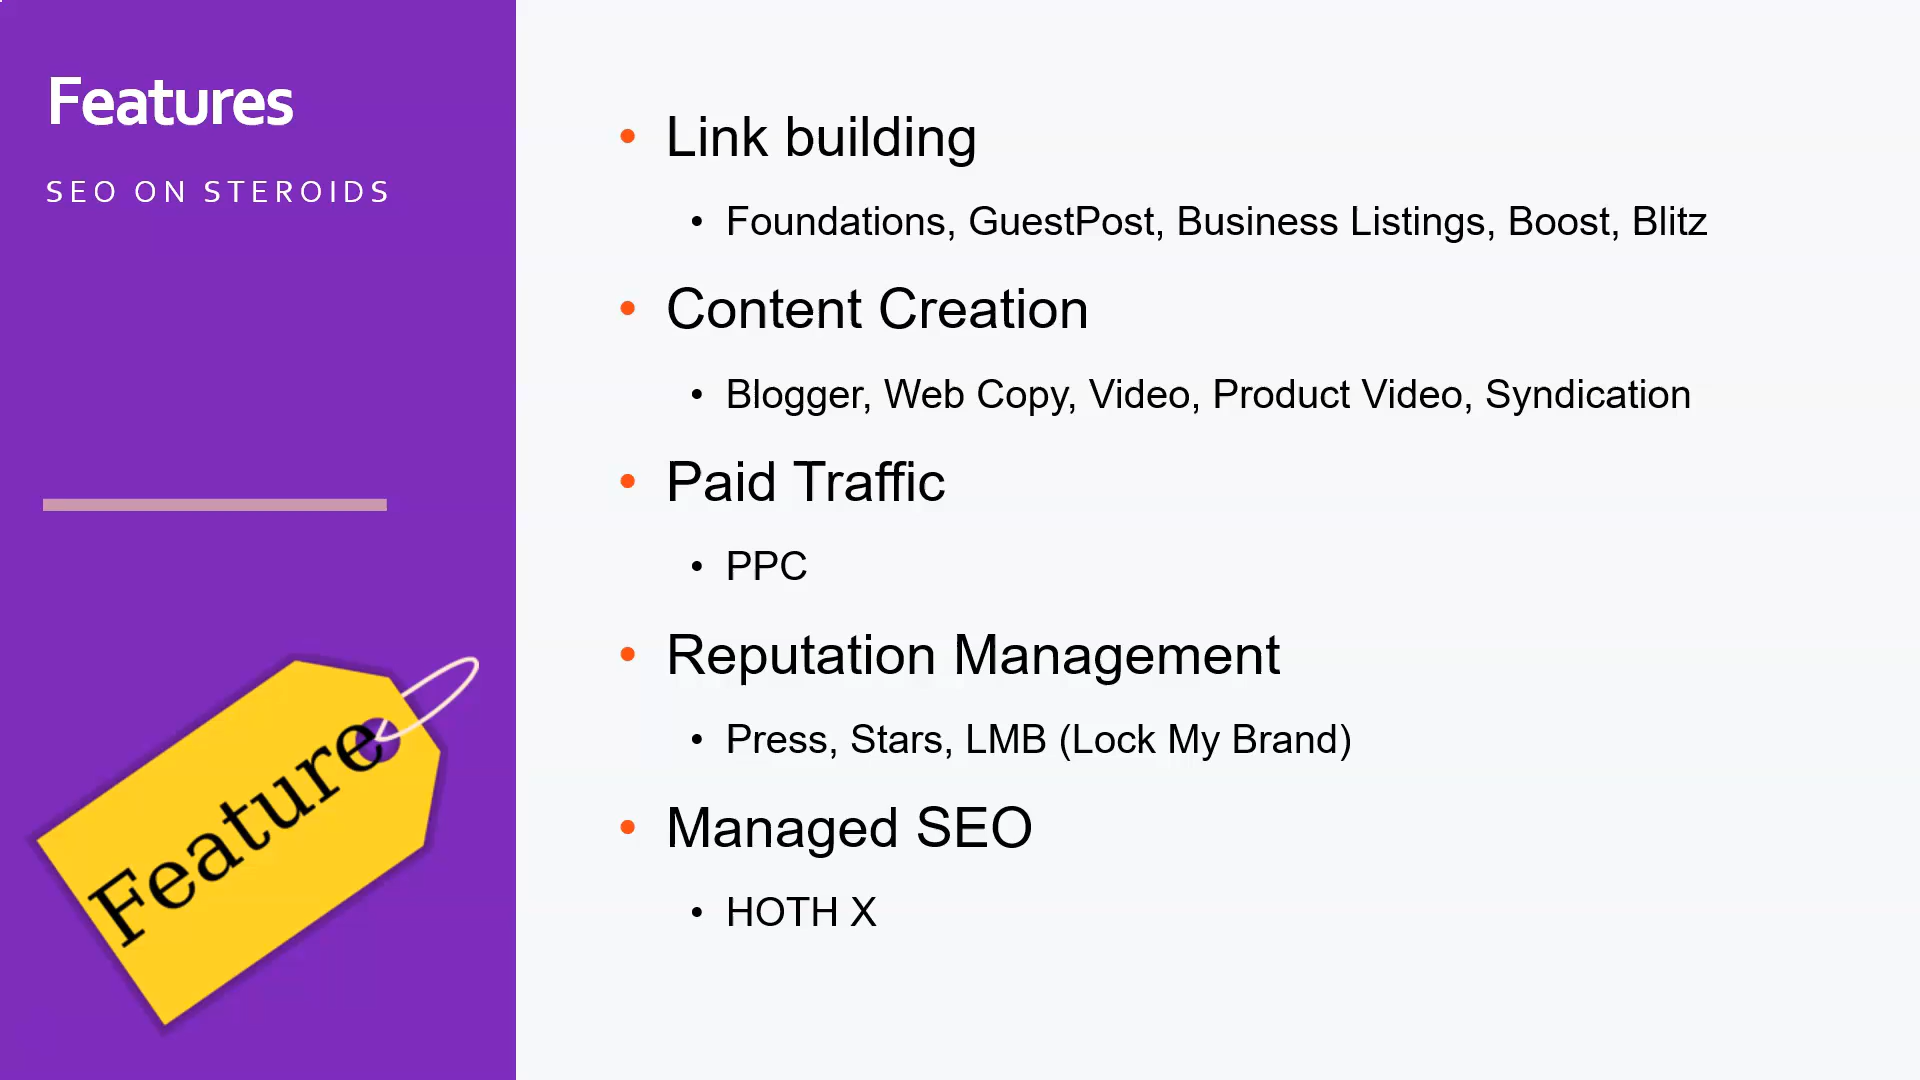 Features
SEO ON STEROIDS
• Link building
• Foundations, GuestPost, Business Listings, Boost, Blitz
• Content Creation
• Blogger, Web Copy, Video, Product Video, Syndication
• Paid Traffic
• PPC
• Reputation Management
• Press, Stars, LMB (Lock My Brand)
• Managed SEO
• HOTH X
Feature